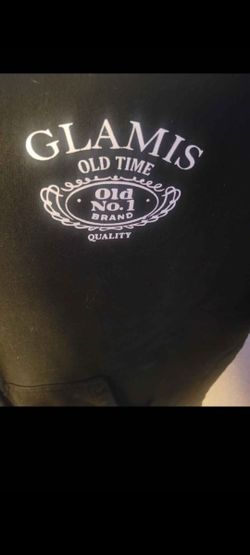 GLAMIS
OLD TIME
Old
No.1
BRAND
QUALITY